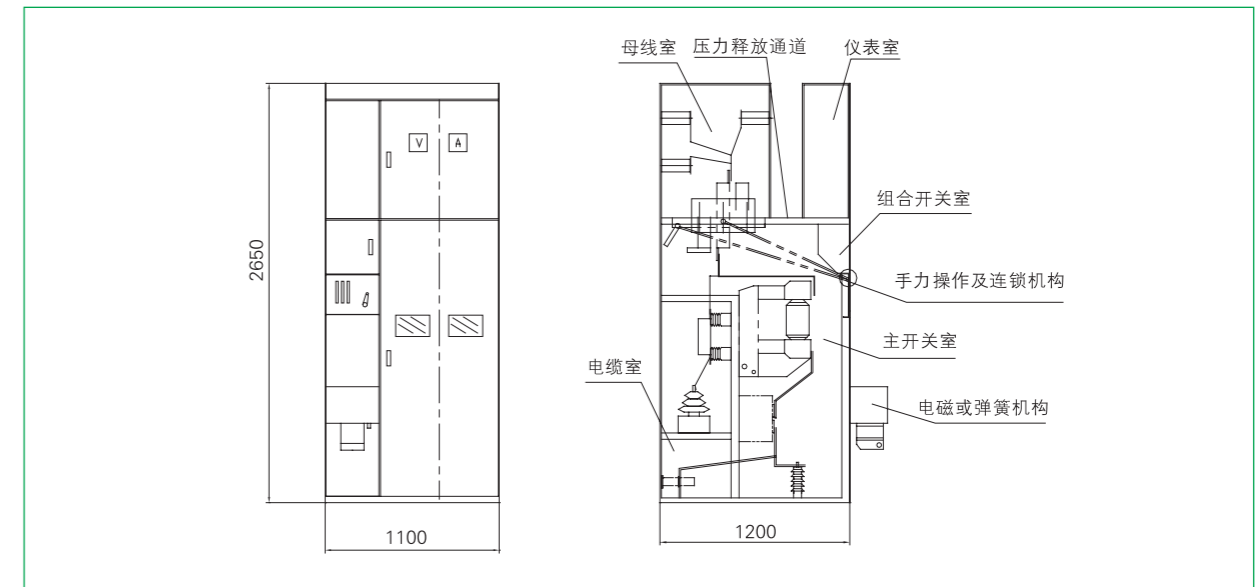 母线室
压力释放通道
仪表室
V
A
组合开关室
2650
手力操作及连锁机构
主开关室
电缆室
电磁或弹簧机构
1100
1200